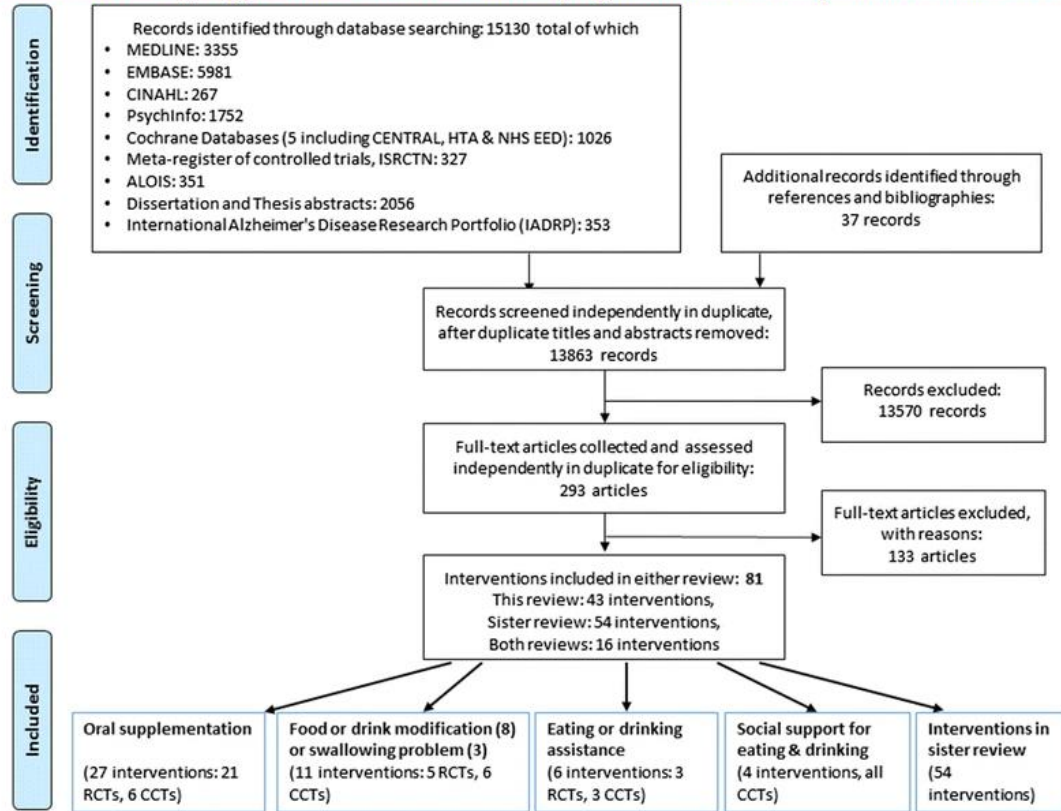 Identification
Records identified through database searching: 15130 total of which
• MEDLINE: 3355
• EMBASE: 5981
• CINAHL: 267
• PsychInfo: 1752
• Cochrane Databases (5 including CENTRAL, HTA & NHS EED): 1026
• Meta-register of controlled trials, ISRCTN: 327
• ALOIS: 351
• Dissertation and Thesis abstracts: 2056
• International Alzheimer's Disease Research Portfolio (IADRP): 353
Additional records identified through
references and bibliographies:
37 records
Screening
Records screened independently in duplicate,
after duplicate titles and abstracts removed:
13863 records
Records excluded:
13570 records
Eligibility
Full-text articles collected and assessed
independently in duplicate for eligibility:
293 articles
Full-text articles excluded,
with reasons:
133 articles
Interventions included in either review: 81
This review: 43 interventions,
Sister review: 54 interventions,
Both reviews: 16 interventions
Included
Oral supplementation
(27 interventions: 21
RCTs, 6 CCTs)
Food or drink modification (8)
or swallowing problem (3)
(11 interventions: 5 RCTs, 6
CCTs)
Eating or drinking
assistance
(6 interventions: 3
RCTs, 3 CCTs)
Social support for
eating & drinking
(4 interventions, all
CCTs)
Interventions in
sister review
(54
interventions)